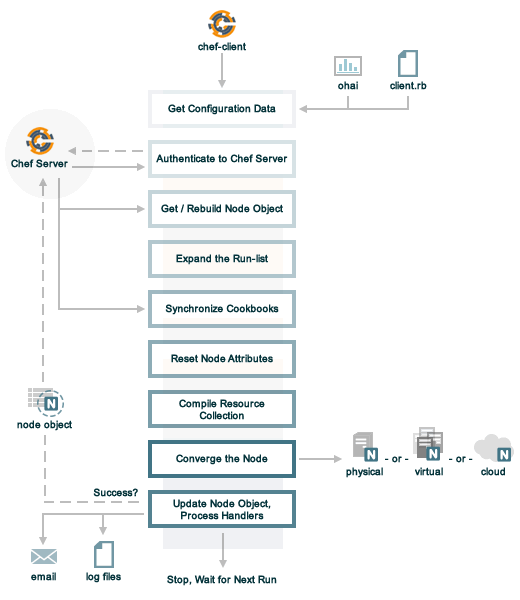 chef-client
ohai
client.rb
Get Configuration Data
Chef Server
Authenticate to Chef Server
Get / Rebuild Node Object
Expand the Run-list
Synchronize Cookbooks
Reset Node Attributes
N
node object
Compile Resource
Collection
Converge the Node
N
N
N
- or -
- or -
physical
virtual
cloud
Success?
Update Node Object,
Process Handlers
email
log files
Stop, Wait for Next Run